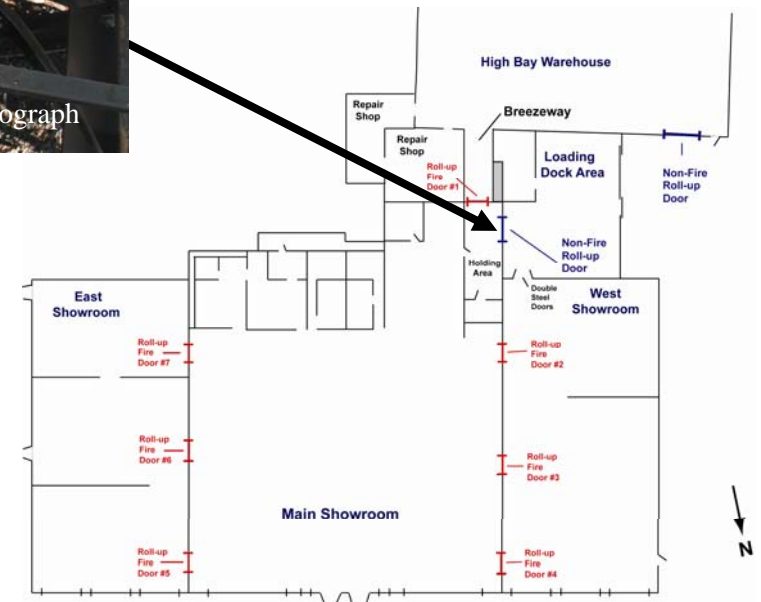 ograph
High Bay Warehouse
Repair
Shop
Breezeway
Repair
Shop
Loading
Dock Area
Roll-up
Fire
Door #1
Non-Fire
Roll-up
Door
Non-Fire
Roll-up
Door
Holding
Area
Double
Steel
Doors
East
Showroom
West
Showroom
Roll-up
Fire
Door #7
Roll-up
Fire
Door #2
Roll-up
Fire
Door #6
Roll-up
Fire
Door #3
Main Showroom
Roll-up
Fire
Door #5
Roll-up
Fire
Door #4
N